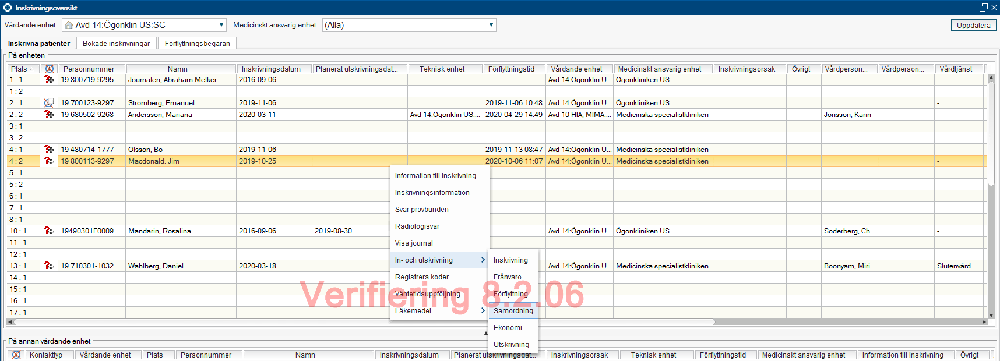 Inskrivningsöversikt
Vårdande enhet Avd 14:Ögonklin US:SC Medicinskt ansvarig enhet (Alla) Uppdatera
Inskrivna patienter Bokade inskrivningar Förflyttningsbegäran
På enheten
Plats Personnummer Namn Inskrivningsdatum Planerat utskrivningsdat... Teknisk enhet Förflyttningstid Vårdande enhet Medicinskt ansvarig enhet Inskrivningsorsak Övrigt Vårdperson... Vårdperson... Vårdtjänst
1 : 1 19 800719-9295 Journalen, Abraham Melker 2016-09-06 Avd 14:Ögonklin U... Ögonkliniken US -
1 : 2
2 : 1 19 700123-9297 Strömberg, Emanuel 2019-11-06 2019-11-06 10:48 Avd 14:Ögonklin U... Ögonkliniken US -
2 : 2 19 680502-9268 Andersson, Mariana 2020-03-11 Avd 14:Ögonklin US:... 2020-04-29 14:49 Avd 10 HIA, MIMA:... Medicinska specialistkliniken Jonsson, Karin -
3 : 1
3 : 2
4 : 1 19 480714-1777 Olsson, Bo 2019-11-06 2019-11-13 08:47 Avd 14:Ögonklin U... Medicinska specialistkliniken -
4 : 2 19 800113-9297 Macdonald, Jim 2019-10-25 2020-10-06 11:07 Avd 14:Ögonklin U... Medicinska specialistkliniken -
5 : 1
5 : 2
6 : 1
7 : 1
8 : 1
10 : 1 19490301F0009 Mandarin, Rosalina 2016-09-06 2019-08-30 Avd 14:Ögonklin U... Ögonkliniken US Söderberg, Ch... -
11 : 1
12 : 1
13 : 1 19 710301-1032 Wahlberg, Daniel 2020-03-18 Avd 14:Ögonklin U... Medicinska specialistkliniken Boonyam, Miri... Slutenvård
14 : 1
15 : 1
16 : 1
17 : 1
Information till inskrivning
Inskrivningsinformation
Svar provbunden
Radiologisvar
Visa journal
In- och utskrivning
Registrera koder
Väntetidsuppföljning
Läkemedel
Inskrivning
Frånvaro
Förflyttning
Samordning
Ekonomi
Utskrivning
Verifiering 8.2.06
På annan vårdande enhet
Kontakttyp Vårdande enhet Plats Personnummer Namn Inskrivningsdatum Planerat utskrivningsdat... Inskrivningsorsak Teknisk enhet Förflyttningstid Medicinskt ansvarig enhet Information till inskrivning Övrigt